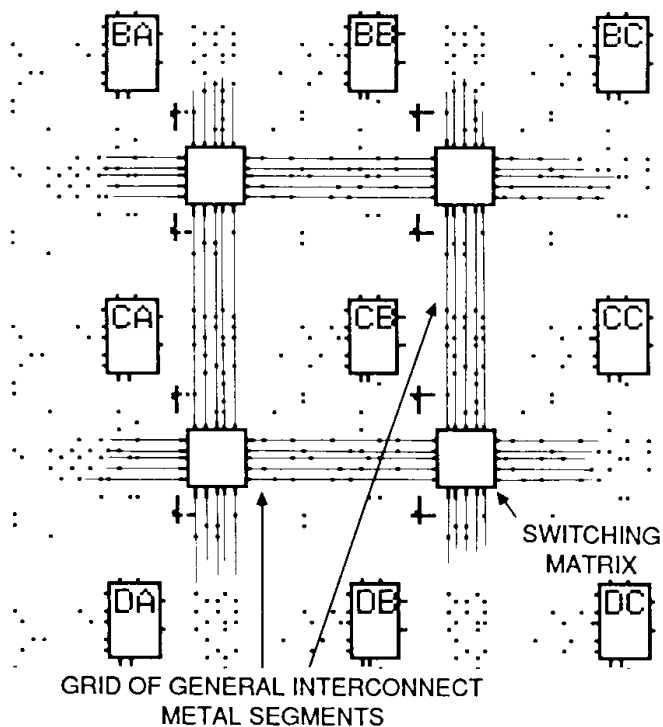 BA BB BC
CA CB CC
SWITCHING
MATRIX
DA DB DC
GRID OF GENERAL INTERCONNECT
METAL SEGMENTS